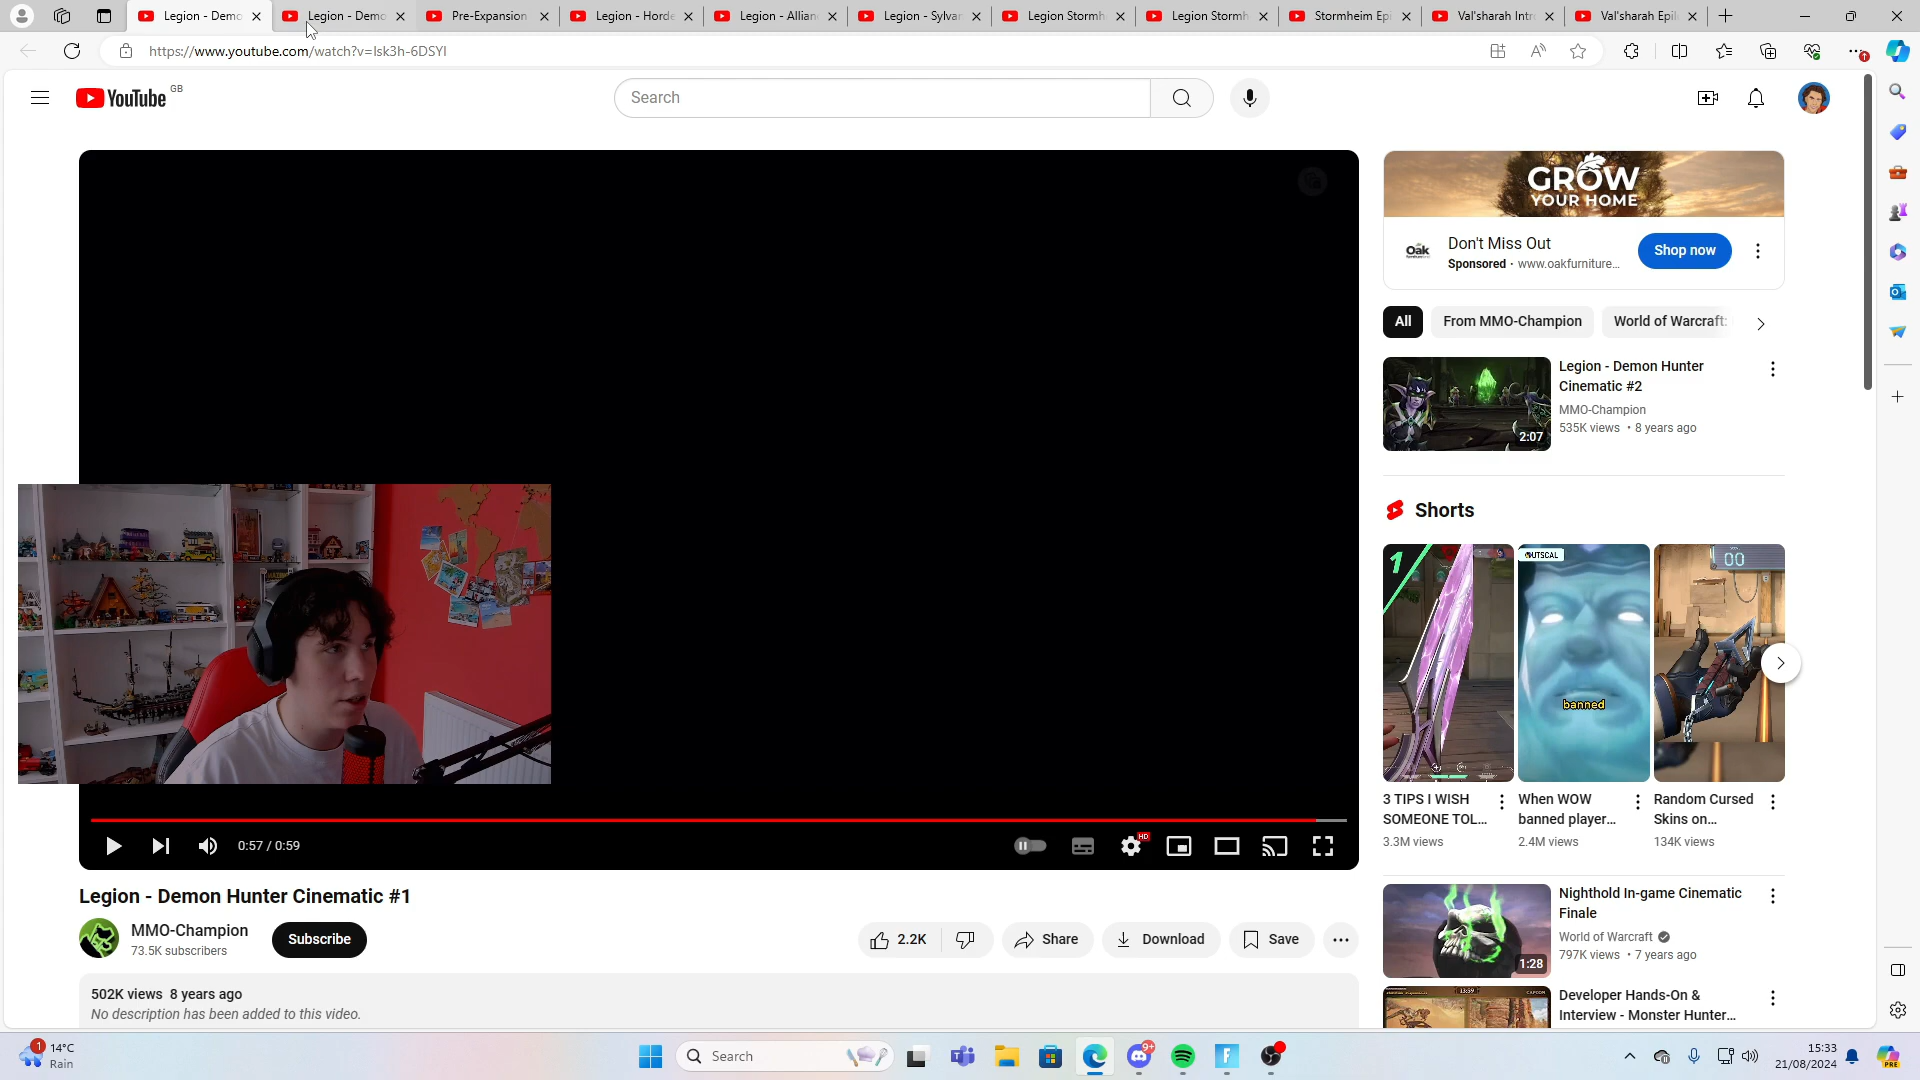 Legion - Demo
Legion - Demo
Pre-Expansion
Legion - Horde
Legion - Allian
Legion - Sylvar
Legion Stormh
Legion Stormh
Stormheim Epi
Val'sharah Intr
Val'sharah Epil
https://www.youtube.com/watch?v=lsk3h-6DSYI
YouTube GB
Search
GROW
YOUR HOME
Oak
Don't Miss Out
Sponsored · www.oakfurniture...
Shop now
All
From MMO-Champion
World of Warcraft:
Legion - Demon Hunter
Cinematic #2
MMO-Champion
535K views · 8 years ago
2:07
Shorts
1
OUTSCAL
00
banned
3 TIPS I WISH
SOMEONE TOL...
3.3M views
When WOW
banned player...
2.4M views
Random Cursed
Skins on...
134K views
0:57 / 0:59
HD
Legion - Demon Hunter Cinematic #1
MMO-Champion
73.5K subscribers
Subscribe
2.2K
Share
Download
Save
502K views 8 years ago
No description has been added to this video.
Nighthold In-game Cinematic
Finale
World of Warcraft
797K views · 7 years ago
1:28
Developer Hands-On &
Interview - Monster Hunter...
13:59
CAPCOM
1
14°C
Rain
Search
9+
15:33
21/08/2024
PRE